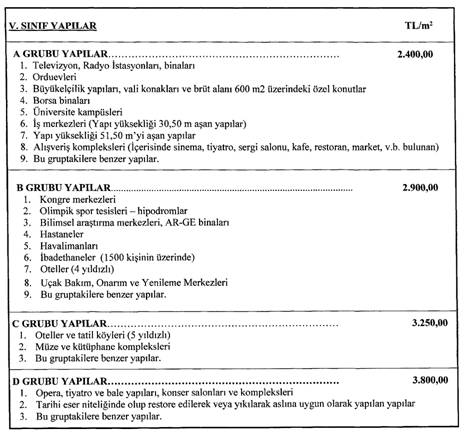 V. SINIF YAPILAR TL/m²
A GRUBU YAPILAR........................................................ 2.400,00
1. Televizyon, Radyo İstasyonları, binaları
2. Orduevleri
3. Büyükelçilik yapıları, vali konakları ve brüt alanı 600 m2 üzerindeki özel konutlar
4. Borsa binaları
5. Üniversite kampüsleri
6. İş merkezleri (Yapı yüksekliği 30,50 m aşan yapılar)
7. Yapı yüksekliği 51,50 m'yi aşan yapılar
8. Alışveriş kompleksleri (İçerisinde sinema, tiyatro, sergi salonu, kafe, restoran, market, v.b. bulunan)
9. Bu gruptakilere benzer yapılar.
B GRUBU YAPILAR........................................................ 2.900,00
1. Kongre merkezleri
2. Olimpik spor tesisleri – hipodromlar
3. Bilimsel araştırma merkezleri, AR-GE binaları
4. Hastaneler
5. Havalimanları
6. İbadethaneler (1500 kişinin üzerinde)
7. Oteller (4 yıldızlı)
8. Uçak Bakım, Onarım ve Yenileme Merkezleri
9. Bu gruptakilere benzer yapılar.
C GRUBU YAPILAR........................................................ 3.250,00
1. Oteller ve tatil köyleri (5 yıldızlı)
2. Müze ve kütüphane kompleksleri
3. Bu gruptakilere benzer yapılar.
D GRUBU YAPILAR........................................................ 3.800,00
1. Opera, tiyatro ve bale yapıları, konser salonları ve kompleksleri
2. Tarihi eser niteliğinde olup restore edilerek veya yıkılarak aslına uygun olarak yapılan yapılar
3. Bu gruptakilere benzer yapılar.